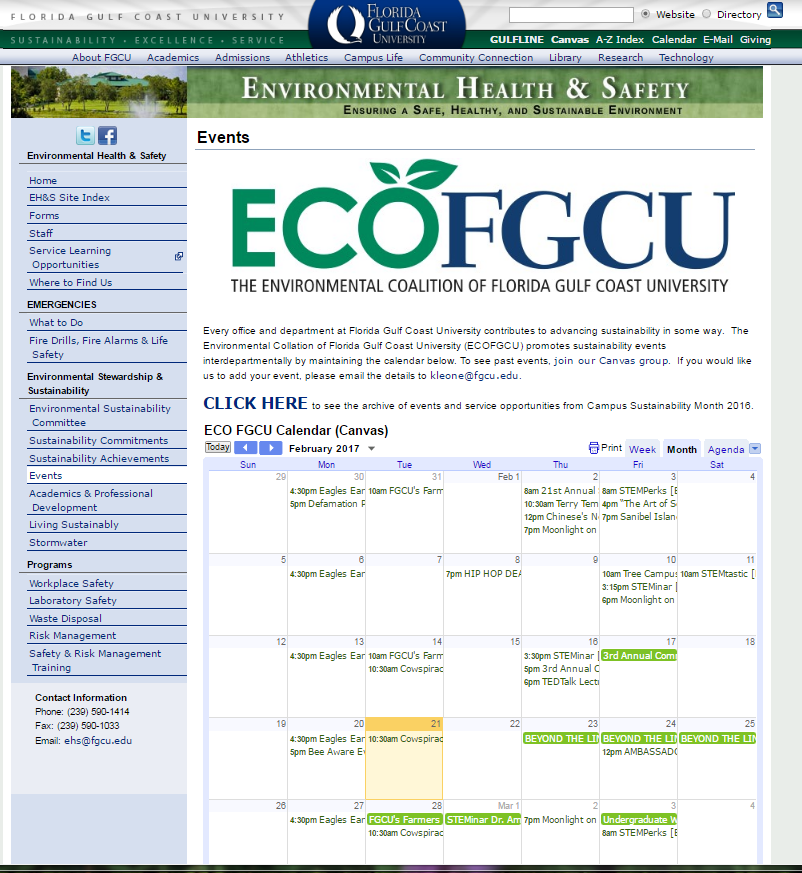 FLORIDA GULF COAST UNIVERSITY
FLORIDA
GULF COAST
UNIVERSITY
Website Directory
SUSTAINABILITY • EXCELLENCE • SERVICE
GULFLINE Canvas A-Z Index Calendar E-Mail Giving
About FGCU Academics Admissions Athletics Campus Life Community Connection Library Research Technology
ENVIRONMENTAL HEALTH & SAFETY
ENSURING A SAFE, HEALTHY, AND SUSTAINABLE ENVIRONMENT
Environmental Health & Safety
Home
EH&S Site Index
Forms
Staff
Service Learning
Opportunities
Where to Find Us
EMERGENCIES
What to Do
Fire Drills, Fire Alarms & Life
Safety
Environmental Stewardship &
Sustainability
Environmental Sustainability
Committee
Sustainability Commitments
Sustainability Achievements
Events
Academics & Professional
Development
Living Sustainably
Stormwater
Programs
Workplace Safety
Laboratory Safety
Waste Disposal
Risk Management
Safety & Risk Management
Training
Contact Information
Phone: (239) 590-1414
Fax: (239) 590-1033
Email: ehs@fgcu.edu
Events
ECOFGCU
THE ENVIRONMENTAL COALITION OF FLORIDA GULF COAST UNIVERSITY
Every office and department at Florida Gulf Coast University contributes to advancing sustainability in some way. The
Environmental Collation of Florida Gulf Coast University (ECOFGCU) promotes sustainability events
interdepartmentally by maintaining the calendar below. To see past events, join our Canvas group. If you would like
us to add your event, please email the details to kleone@fgcu.edu.
CLICK HERE to see the archive of events and service opportunities from Campus Sustainability Month 2016.
ECO FGCU Calendar (Canvas)
Today February 2017 Print Week Month Agenda
Sun Mon Tue Wed Thu Fri Sat
29 30 31 Feb 1 2 3 4
4:30pm Eagles Ear 10am FGCU's Farm 8am 21st Annual 8am STEMPerks [E
5pm Defamation P 10:30am Terry Tem 4pm "The Art of S
12pm Chinese's N 7pm Sanibel Islan
7pm Moonlight on
5 6 7 8 9 10 11
4:30pm Eagles Ear 7pm HIP HOP DEA 10am Tree Campus 10am STEMtastic [
3:15pm STEMinar [
6pm Moonlight on
12 13 14 15 16 17 18
4:30pm Eagles Ear 10am FGCU's Farm 3:30pm STEMinar [ 3rd Annual Com
10:30am Cowspirac 5pm 3rd Annual C
6pm TEDTalk Lect
19 20 21 22 23 24 25
4:30pm Eagles Ear 10:30am Cowspirac BEYOND THE LIN BEYOND THE LIN BEYOND THE LIN
5pm Bee Aware Ev 12pm AMBASSADO
26 27 28 Mar 1 2 3 4
4:30pm Eagles Ear FGCU's Farmers STEMinar Dr. Am 7pm Moonlight on Undergraduate W
10:30am Cowspirac 8am STEMPerks [E